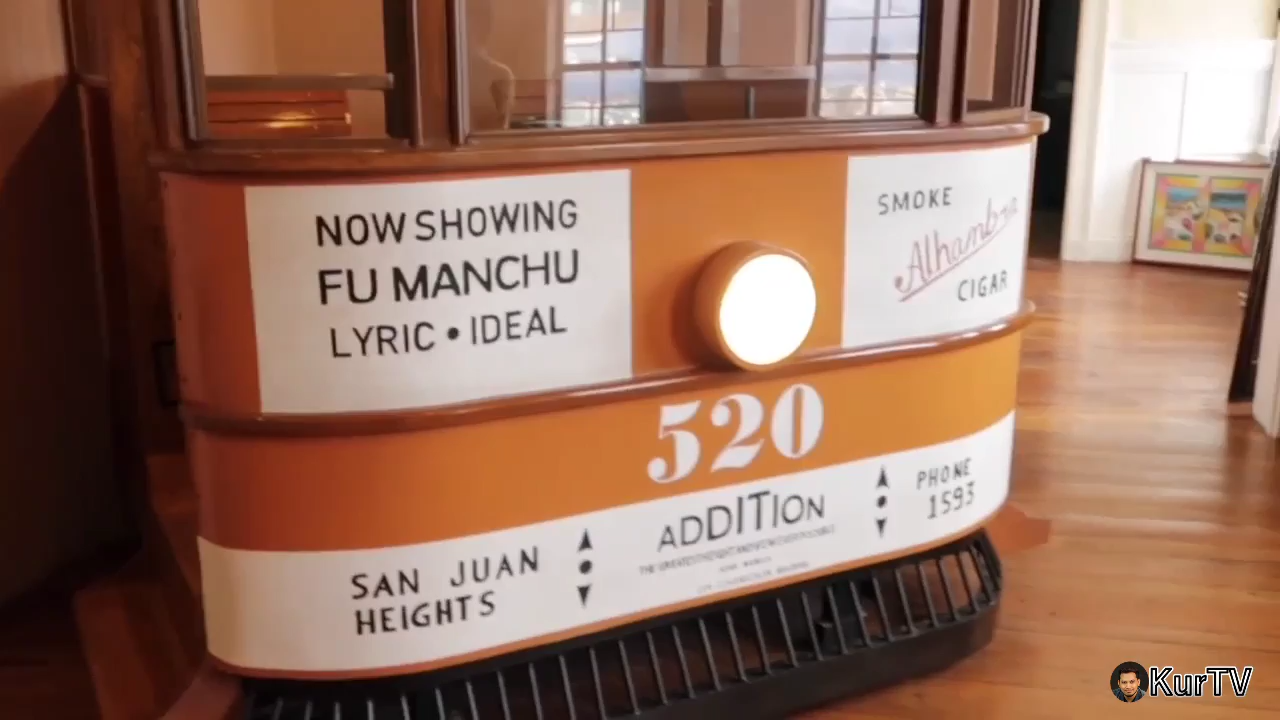 NOW SHOWING
FU MANCHU
LYRIC • IDEAL
SMOKE
Alhambra
CIGAR
520
SAN JUAN
HEIGHTS
ADDITION
PHONE
1593
KurTV